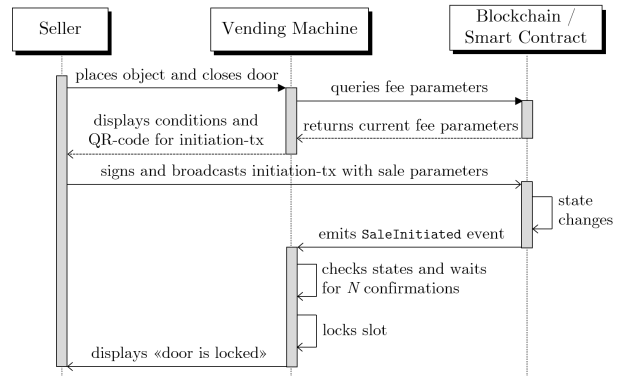 Seller
Vending Machine
Blockchain /
Smart Contract
places object and closes door
queries fee parameters
displays conditions and
QR-code for initiation-tx
returns current fee parameters
signs and broadcasts initiation-tx with sale parameters
state
changes
emits SaleInitiated event
checks states and waits
for N confirmations
locks slot
displays «door is locked»